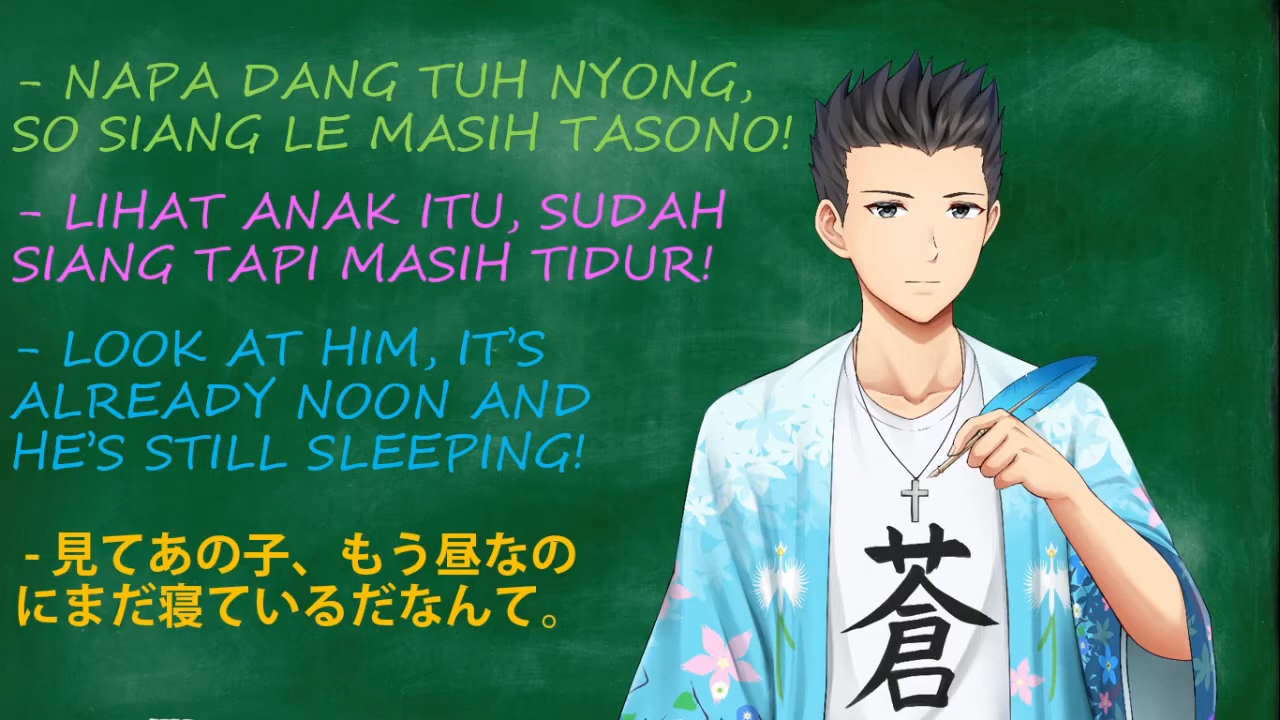 - NAPA DANG TUH NYONG,
SO SIANG LE MASIH TASONO!
- LIHAT ANAK ITU, SUDAH
SIANG TAPI MASIH TIDUR!
- LOOK AT HIM, IT'S
ALREADY NOON AND
HE'S STILL SLEEPING!
- 見てあの子、もう昼なの
にまだ寝ているだなんて。
蒼